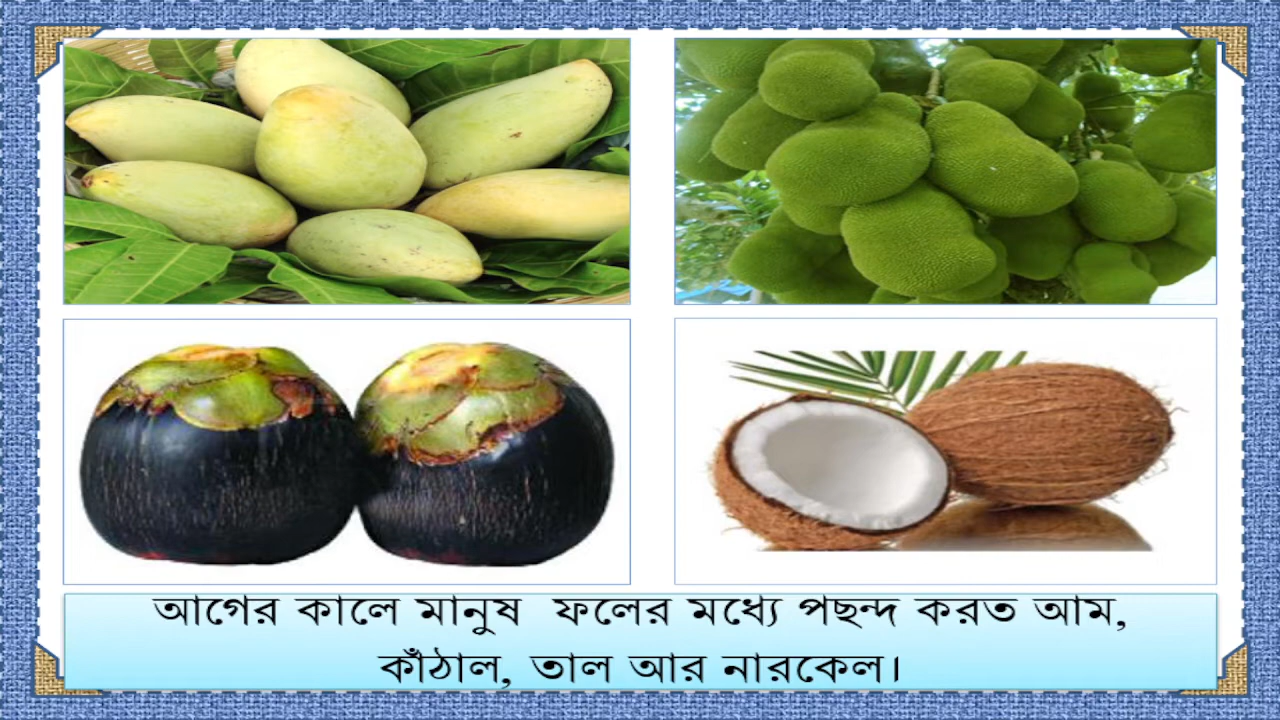 আগের কালে মানুষ ফলের মধ্যে পছন্দ করত আম,
কাঁঠাল, তাল আর নারকেল।